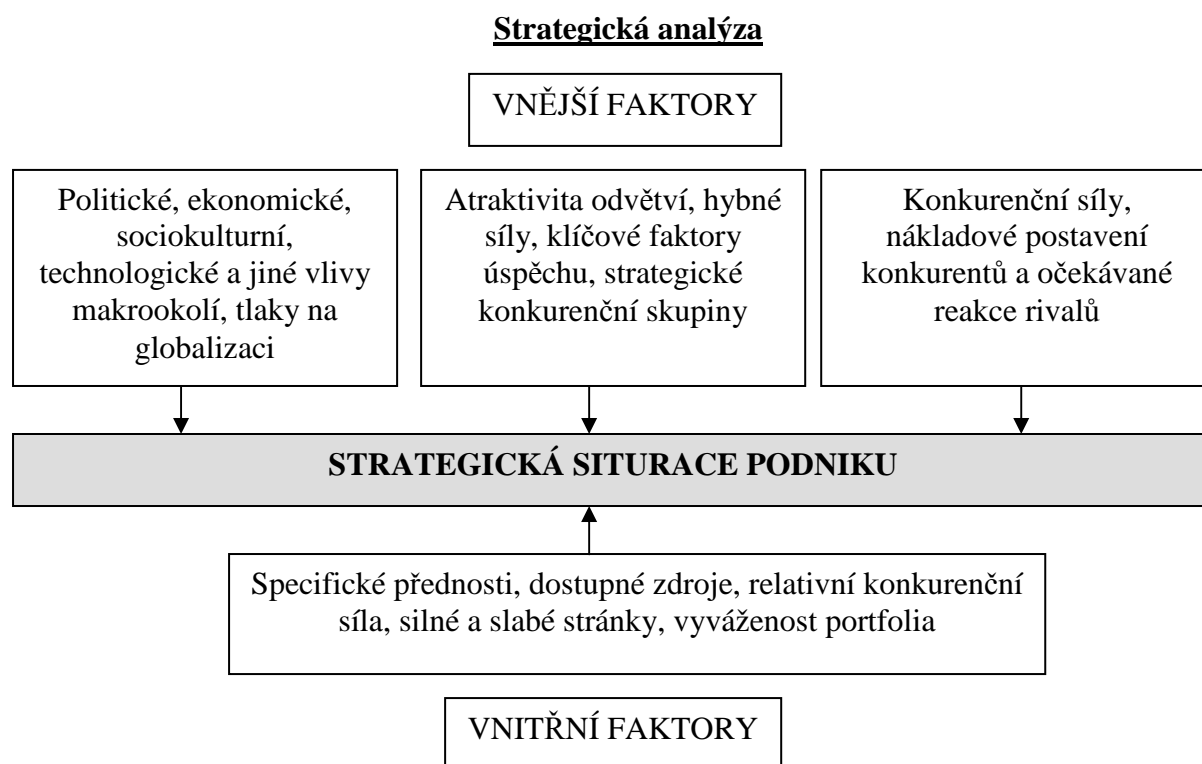 Strategická analýza
VNĚJŠÍ FAKTORY
Politické, ekonomické,
sociokulturní,
technologické a jiné vlivy
makrookolí, tlaky na
globalizaci
Atraktivita odvětví, hybné
síly, klíčové faktory
úspěchu, strategické
konkurenční skupiny
Konkurenční síly,
nákladové postavení
konkurentů a očekávané
reakce rivalů
STRATEGICKÁ SITURACE PODNIKU
Specifické přednosti, dostupné zdroje, relativní konkurenční
síla, silné a slabé stránky, vyváženost portfolia
VNITŘNÍ FAKTORY